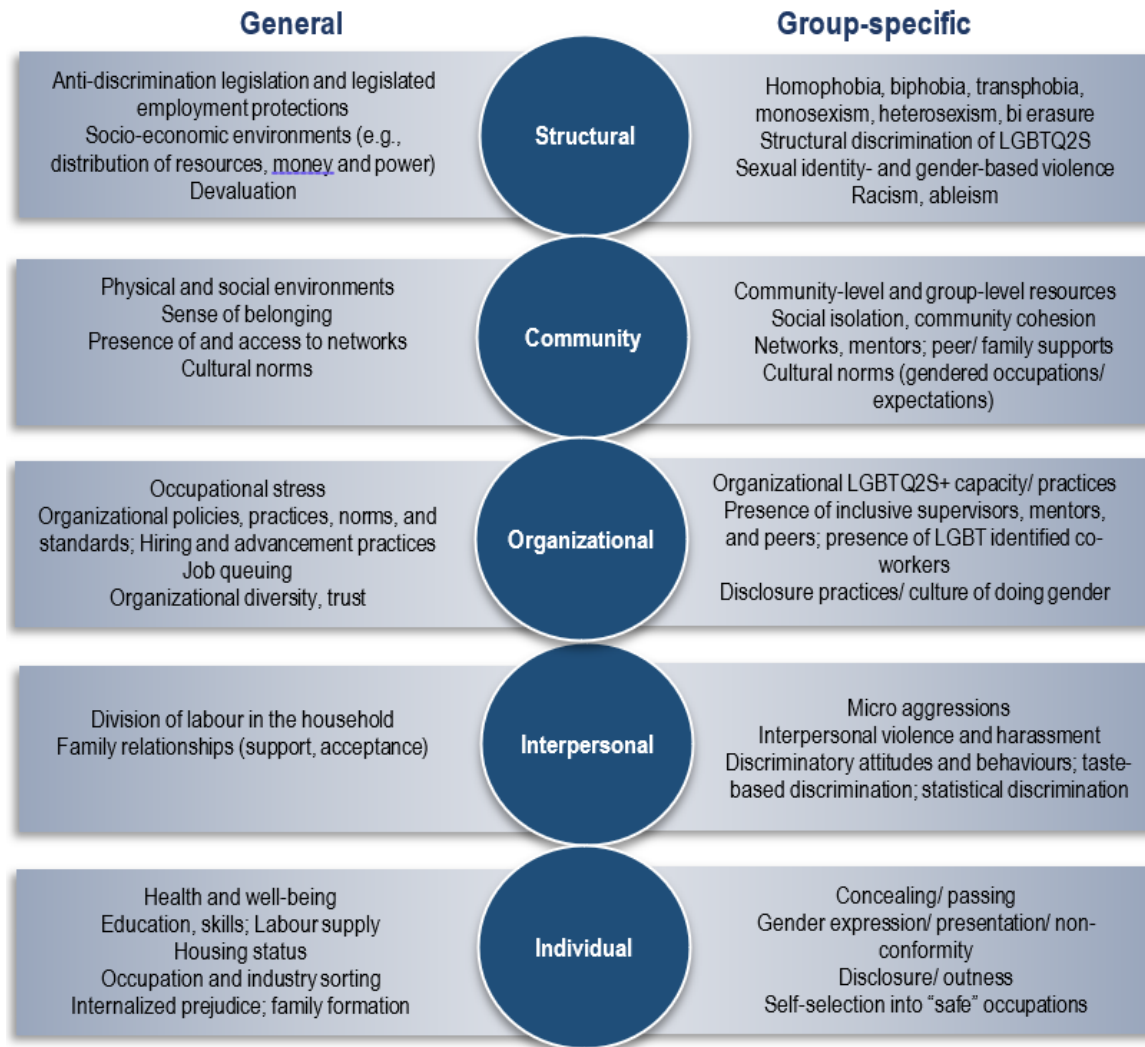 General
Group-specific
Anti-discrimination legislation and legislated
employment protections
Socio-economic environments (e.g.,
distribution of resources, money and power)
Devaluation
Structural
Homophobia, biphobia, transphobia,
monosexism, heterosexism, bi erasure
Structural discrimination of LGBTQ2S
Sexual identity- and gender-based violence
Racism, ableism
Physical and social environments
Sense of belonging
Presence of and access to networks
Cultural norms
Community
Community-level and group-level resources
Social isolation, community cohesion
Networks, mentors; peer/ family supports
Cultural norms (gendered occupations/
expectations)
Occupational stress
Organizational policies, practices, norms, and
standards; Hiring and advancement practices
Job queuing
Organizational diversity, trust
Organizational
Organizational LGBTQ2S+ capacity/ practices
Presence of inclusive supervisors, mentors,
and peers; presence of LGBT identified co-
workers
Disclosure practices/ culture of doing gender
Division of labour in the household
Family relationships (support, acceptance)
Interpersonal
Micro aggressions
Interpersonal violence and harassment
Discriminatory attitudes and behaviours; taste-
based discrimination; statistical discrimination
Health and well-being
Education, skills; Labour supply
Housing status
Occupation and industry sorting
Internalized prejudice; family formation
Individual
Concealing/ passing
Gender expression/ presentation/ non-
conformity
Disclosure/ outness
Self-selection into “safe” occupations